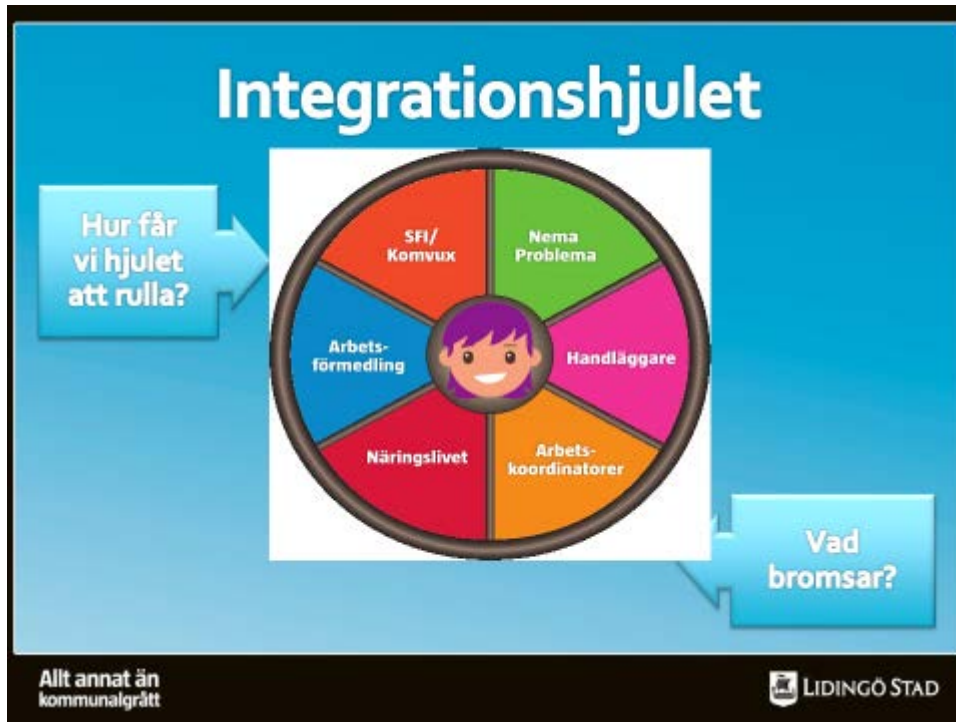 Integrationshjulet
Hur får
vi hjulet
att rulla?
SFI/
Komvux
Nema
Problema
Arbets-
förmedling
Handläggare
Näringslivet
Arbets-
koordinatorer
Vad
bromsar?
Allt annat än
kommunalgrått
LIDINGÖ STAD